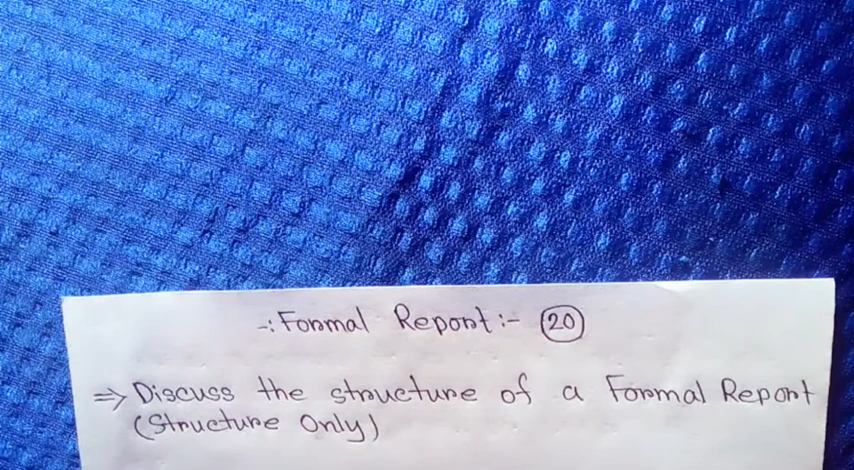 -: Formal Report :- 20
⇒ Discuss the structure of a Formal Report
(Structure Only)